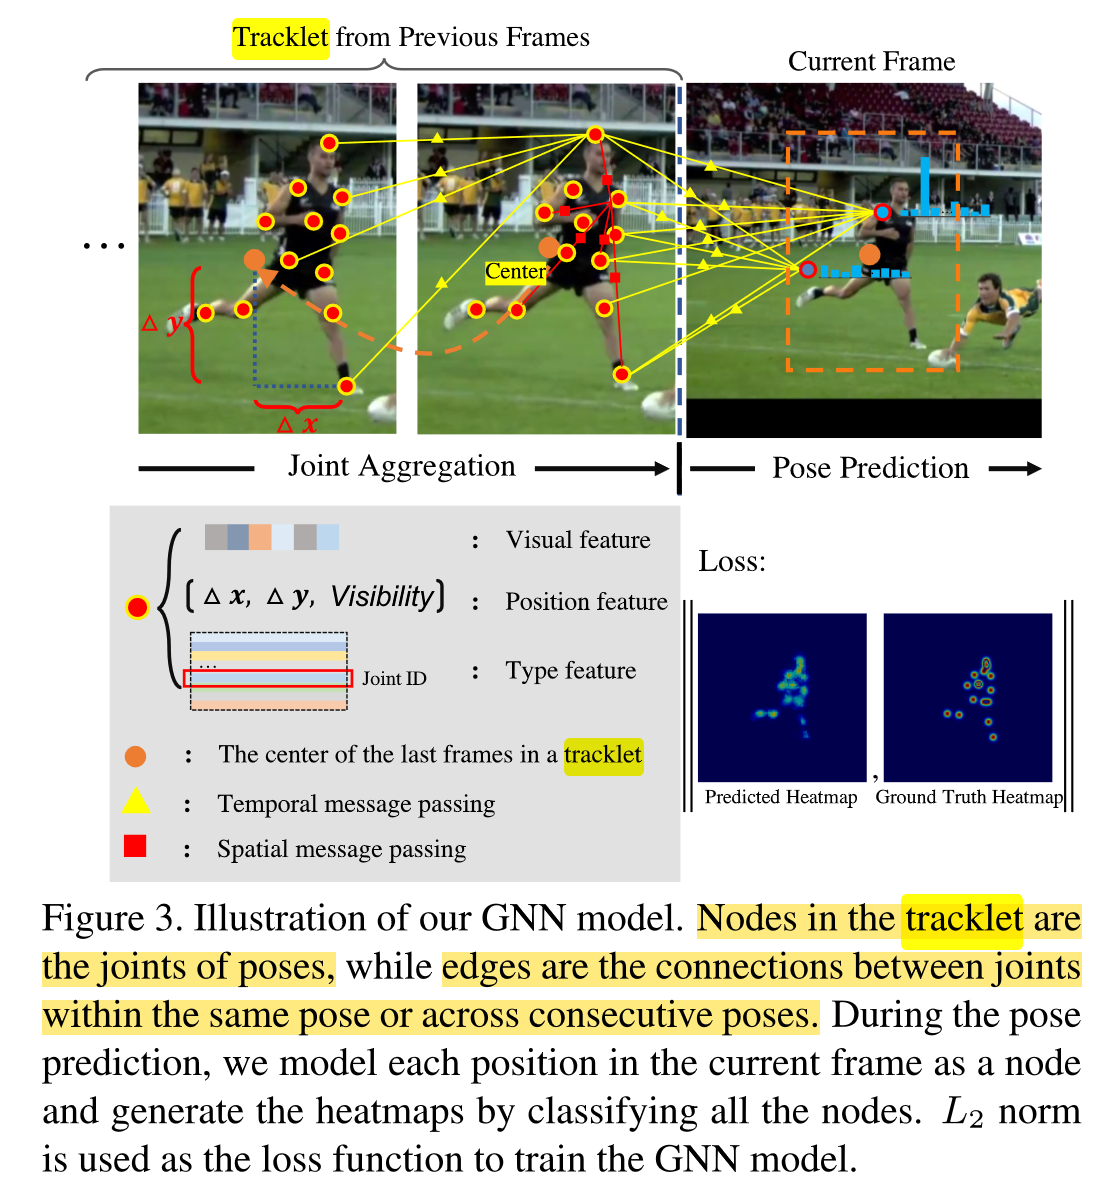 Tracklet from Previous Frames
Current Frame
...
Center
△ y
△ x
Joint Aggregation
Pose Prediction
: Visual feature
[△ x, △ y, Visibility] : Position feature
...
Joint ID : Type feature
: The center of the last frames in a tracklet
: Temporal message passing
: Spatial message passing
Loss:
,
Predicted Heatmap Ground Truth Heatmap
Figure 3. Illustration of our GNN model. Nodes in the tracklet are
the joints of poses, while edges are the connections between joints
within the same pose or across consecutive poses. During the pose
prediction, we model each position in the current frame as a node
and generate the heatmaps by classifying all the nodes. L₂ norm
is used as the loss function to train the GNN model.